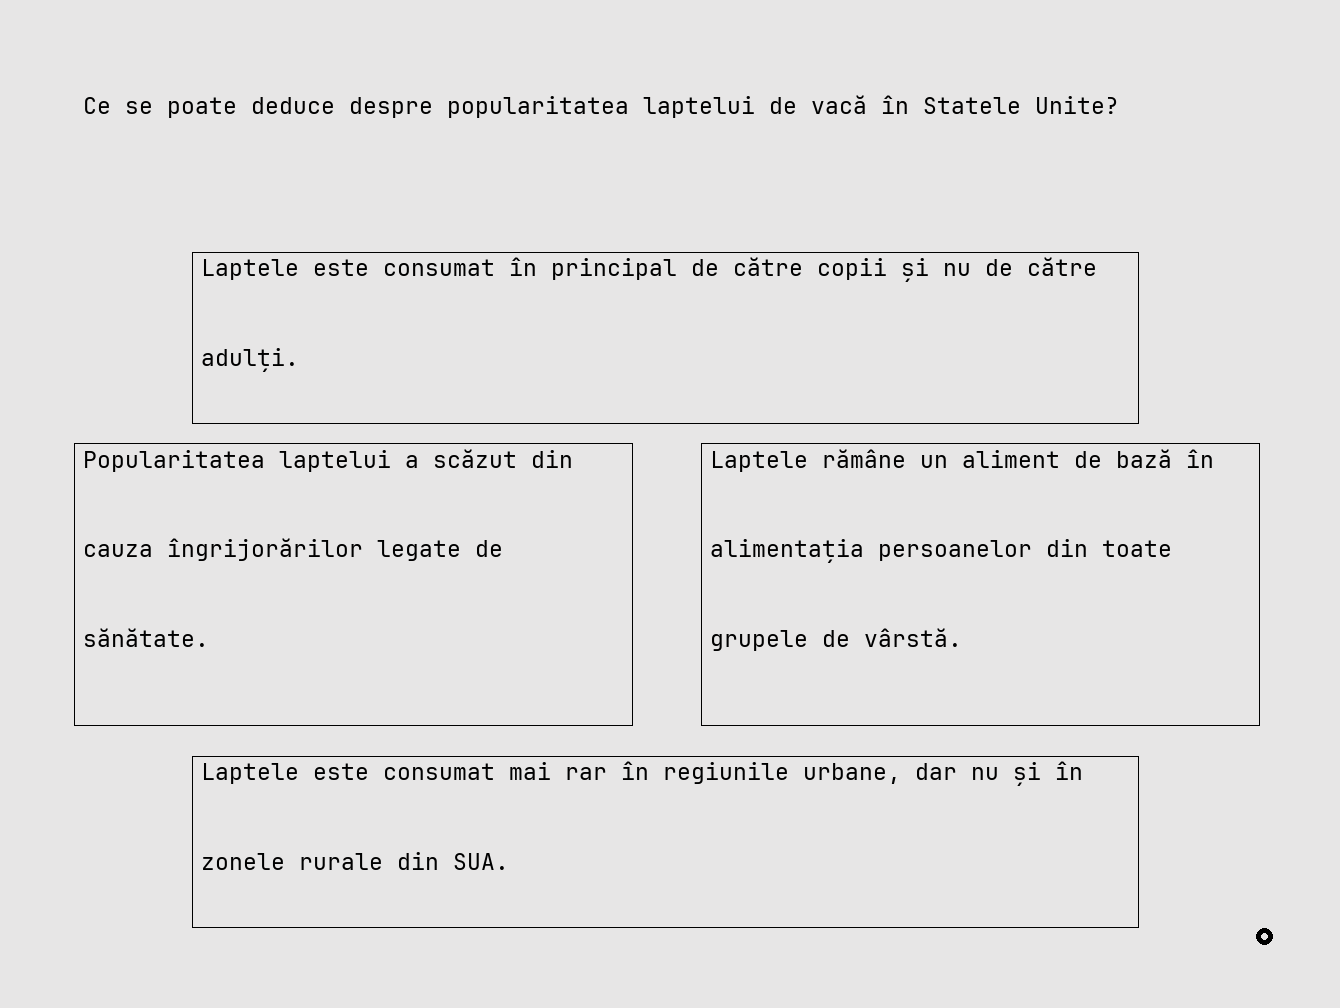 Ce se poate deduce despre popularitatea laptelui de vacă în Statele Unite?
Laptele este consumat în principal de către copii și nu de către
adulți.
Popularitatea laptelui a scăzut din
cauza îngrijorărilor legate de
sănătate.
Laptele rămâne un aliment de bază în
alimentația persoanelor din toate
grupele de vârstă.
Laptele este consumat mai rar în regiunile urbane, dar nu și în
zonele rurale din SUA.